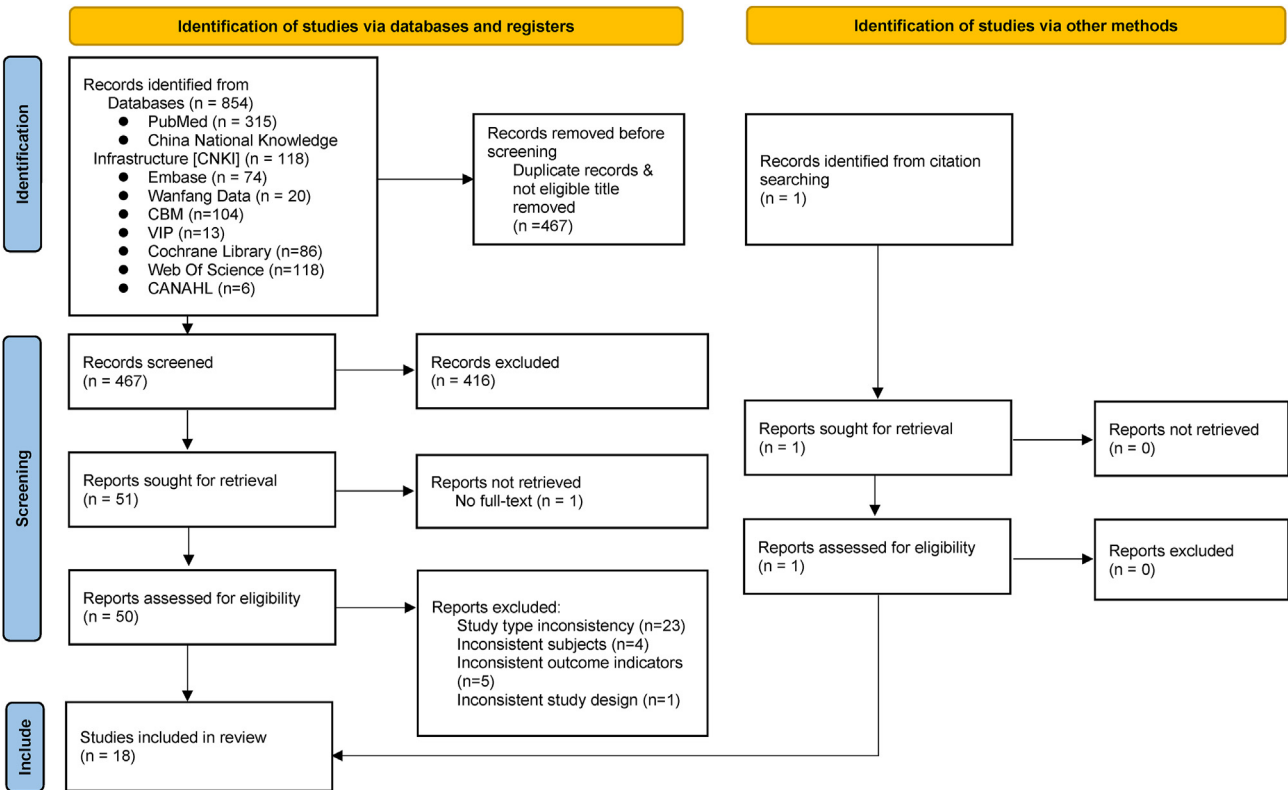 Identification of studies via databases and registers
Identification of studies via other methods
Identification
Records identified from
Databases (n = 854)
● PubMed (n = 315)
● China National Knowledge
Infrastructure [CNKI] (n = 118)
● Embase (n = 74)
● Wanfang Data (n = 20)
● CBM (n=104)
● VIP (n=13)
● Cochrane Library (n=86)
● Web Of Science (n=118)
● CANAHL (n=6)
Records removed before
screening
Duplicate records &
not eligible title
removed
(n =467)
Records identified from citation
searching
(n = 1)
Screening
Records screened
(n = 467)
Records excluded
(n = 416)
Reports sought for retrieval
(n = 51)
Reports not retrieved
No full-text (n = 1)
Reports sought for retrieval
(n = 1)
Reports not retrieved
(n = 0)
Reports assessed for eligibility
(n = 50)
Reports excluded:
Study type inconsistency (n=23)
Inconsistent subjects (n=4)
Inconsistent outcome indicators
(n=5)
Inconsistent study design (n=1)
Reports assessed for eligibility
(n = 1)
Reports excluded
(n = 0)
Include
Studies included in review
(n = 18)